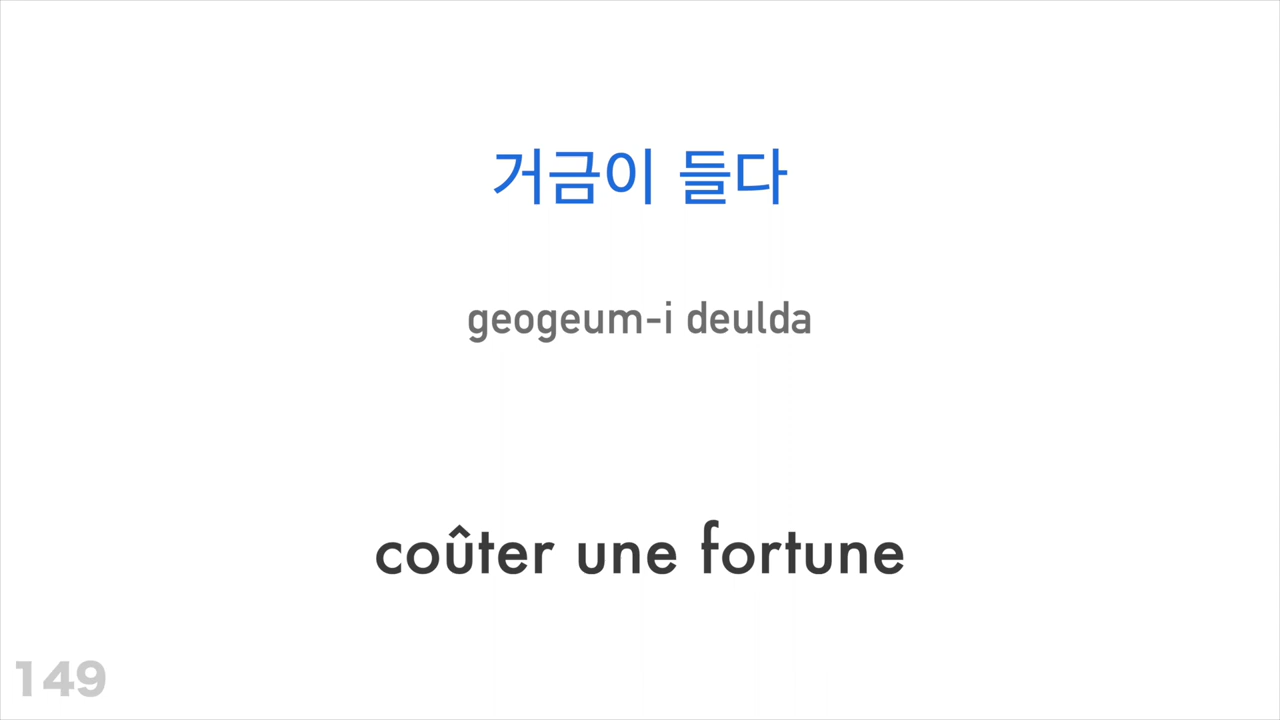 거금이 들다
geogeum-i deulda
coûter une fortune
149